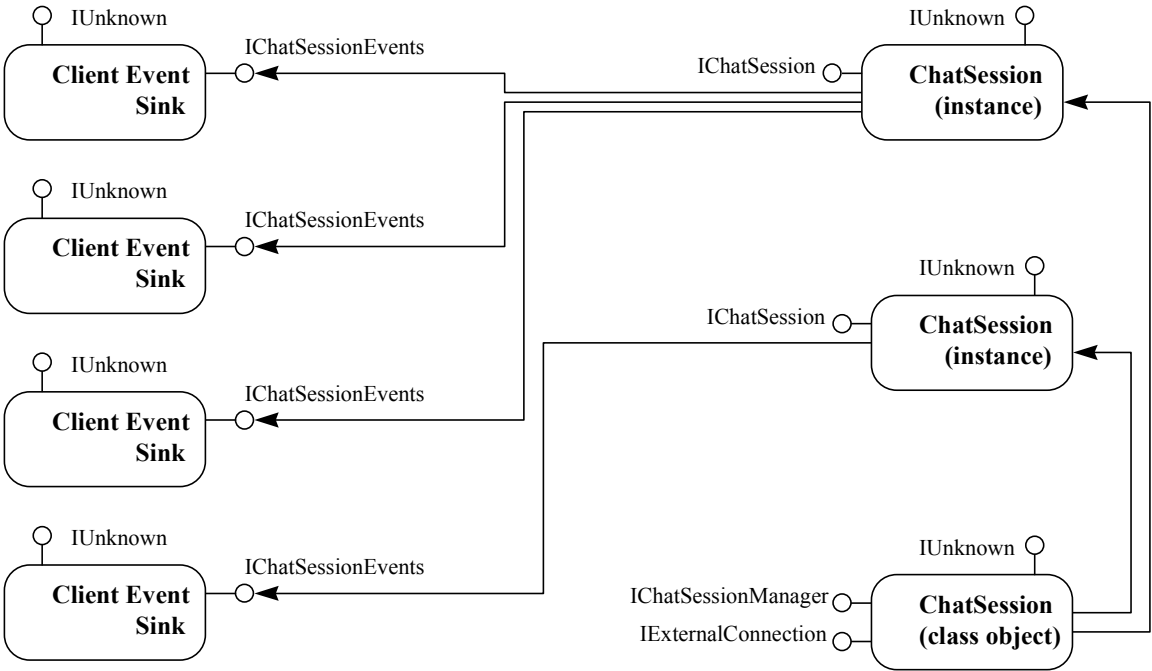 IUnknown
IChatSessionEvents
Client Event
Sink
IUnknown
IChatSession
ChatSession
(instance)
IUnknown
IChatSessionEvents
Client Event
Sink
IUnknown
IChatSession
ChatSession
(instance)
IUnknown
IChatSessionEvents
Client Event
Sink
IUnknown
IChatSessionEvents
Client Event
Sink
IUnknown
IChatSessionManager
IExternalConnection
ChatSession
(class object)